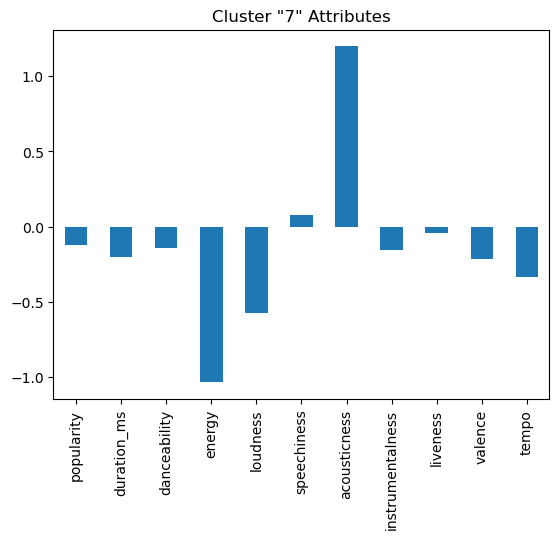 Cluster "7" Attributes
1.0
0.5
0.0
−0.5
−1.0
popularity
duration_ms
danceability
energy
loudness
speechiness
acousticness
instrumentalness
liveness
valence
tempo